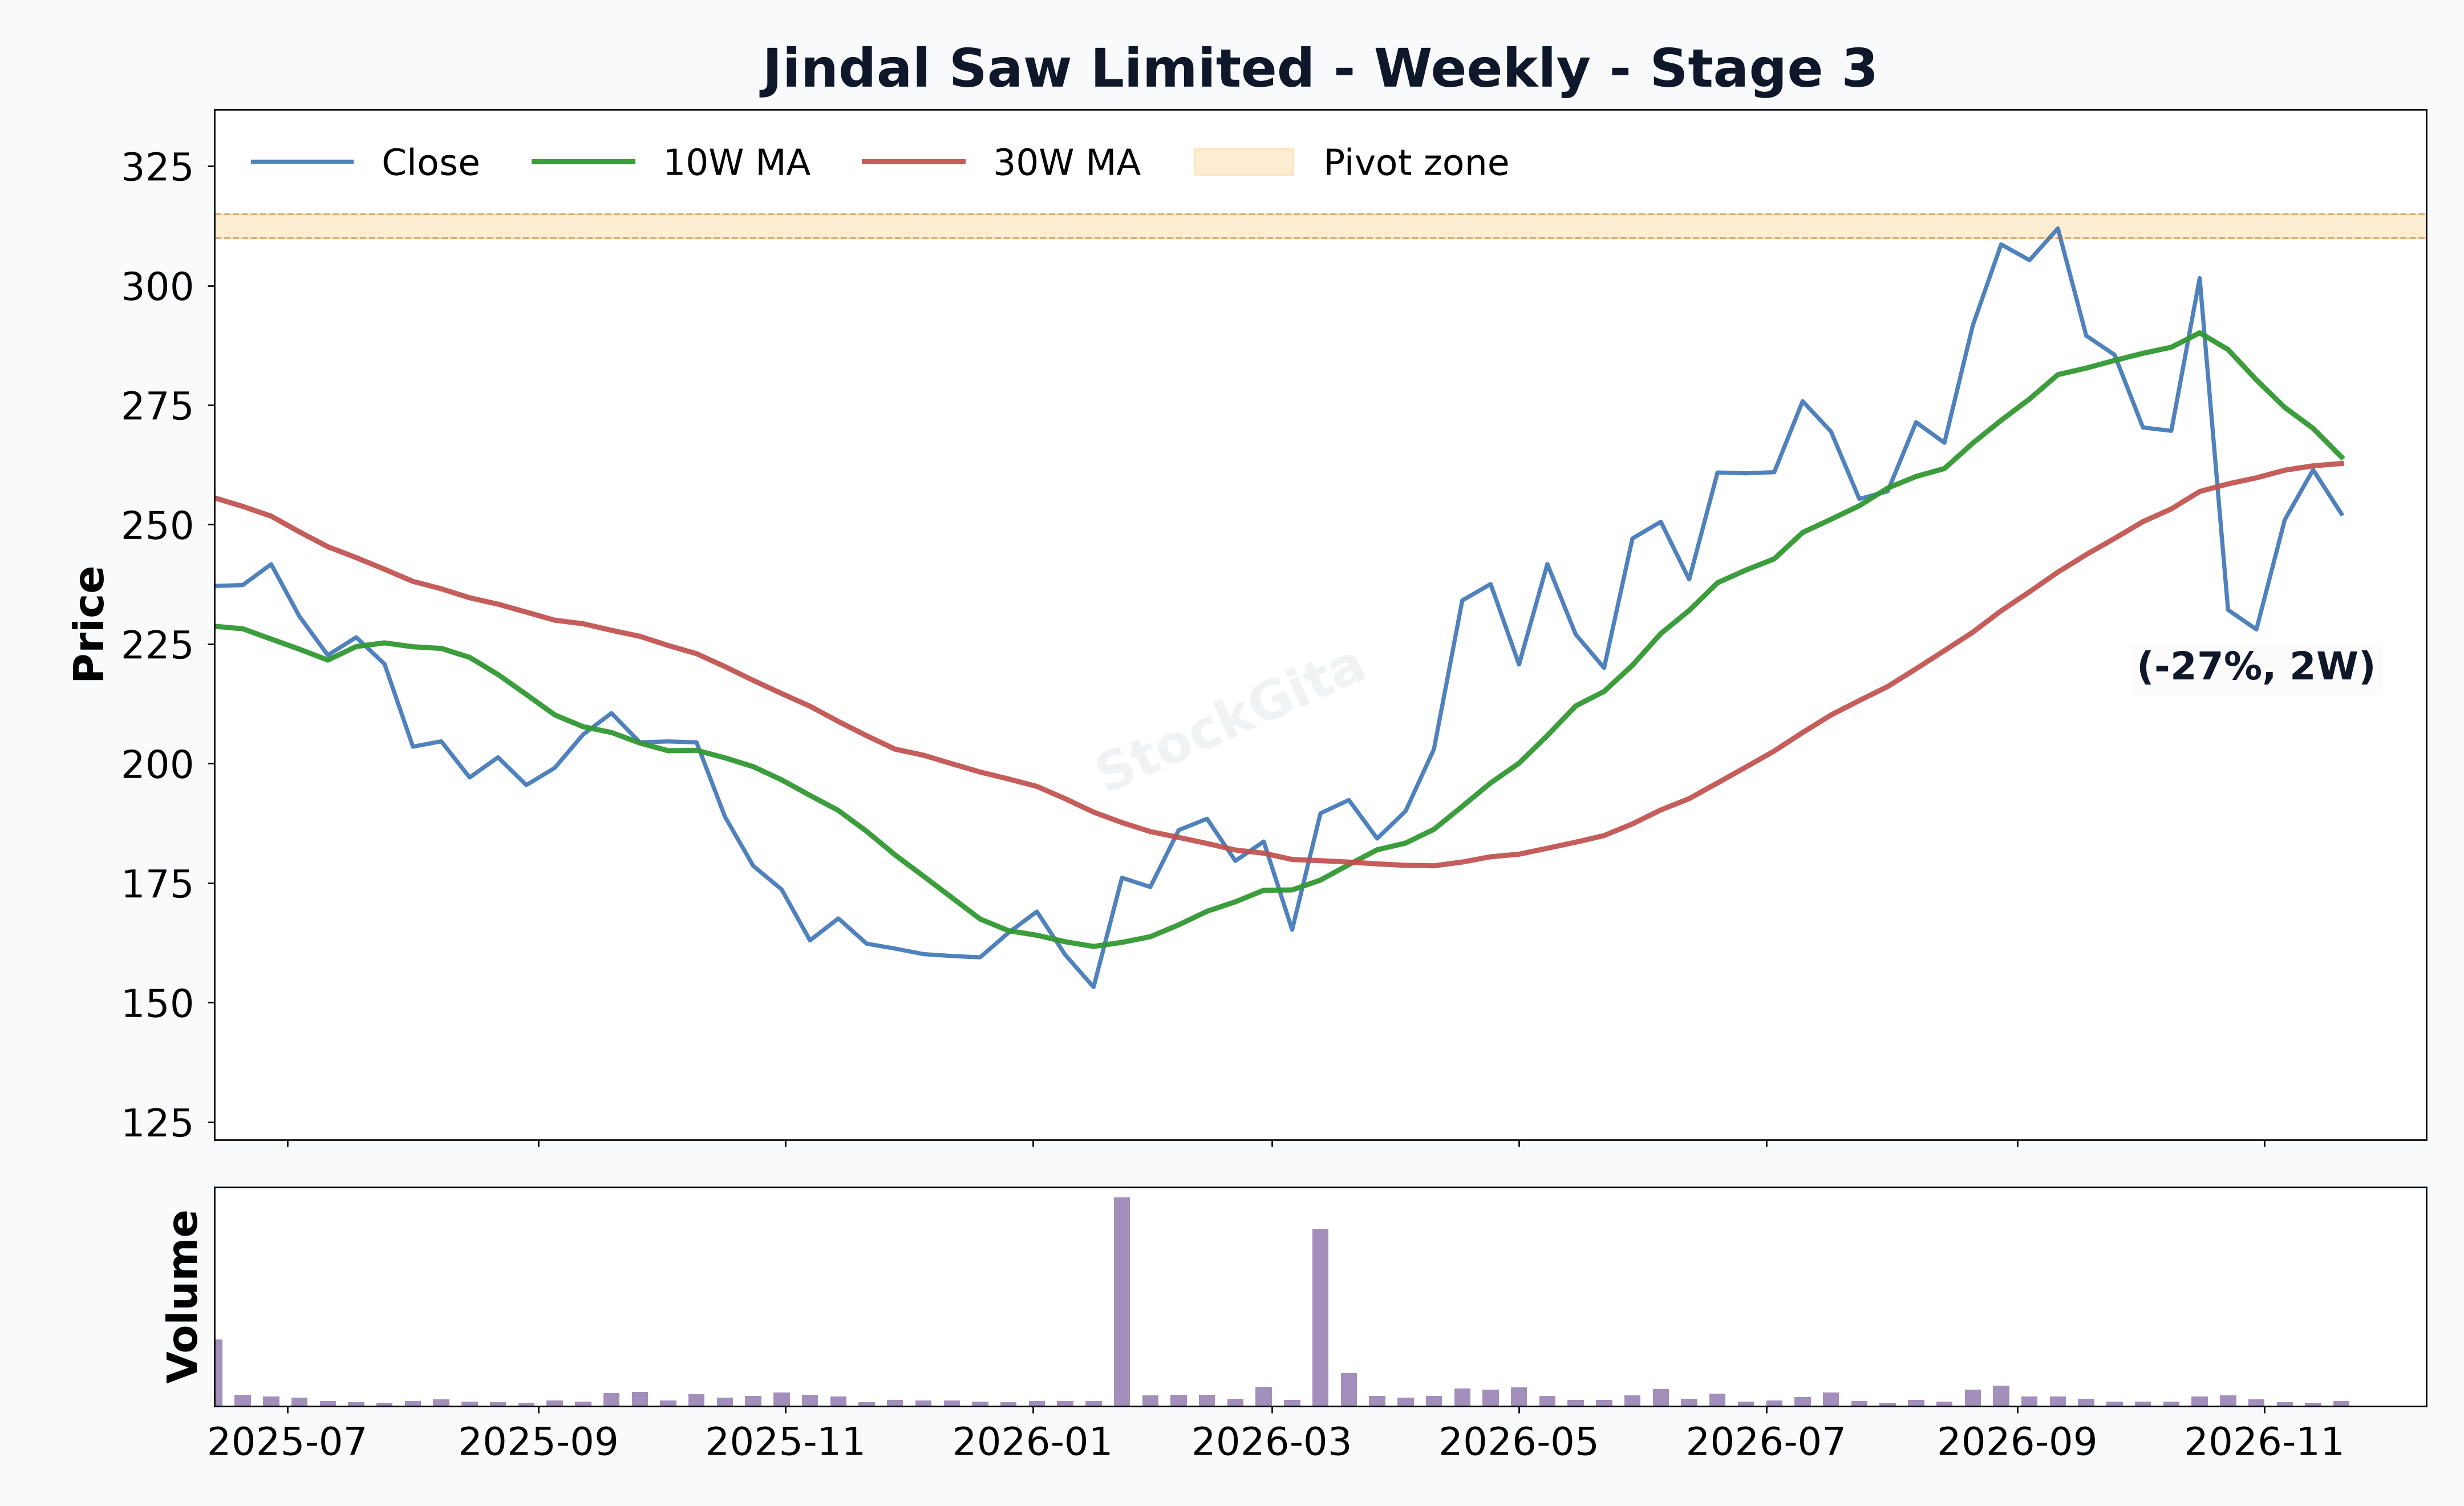 Jindal Saw Limited - Weekly - Stage 3
Close 10W MA 30W MA Pivot zone
325
300
275
250
225
200
175
150
125
Price
StockGita
(-27%, 2W)
Volume
2025-07 2025-09 2025-11 2026-01 2026-03 2026-05 2026-07 2026-09 2026-11